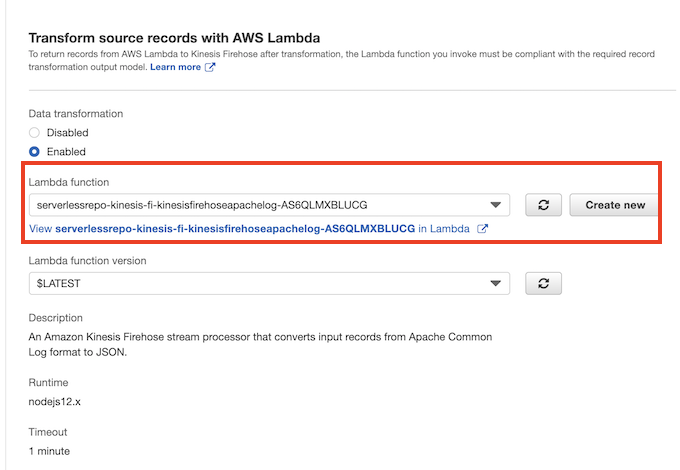 Transform source records with AWS Lambda
To return records from AWS Lambda to Kinesis Firehose after transformation, the Lambda function you invoke must be compliant with the required record
transformation output model. Learn more
Data transformation
Disabled
Enabled
Lambda function
serverlessrepo-kinesis-fi-kinesisfirehoseapachelog-AS6QLMXBLUCG
Create new
View serverlessrepo-kinesis-fi-kinesisfirehoseapachelog-AS6QLMXBLUCG in Lambda
Lambda function version
$LATEST
Description
An Amazon Kinesis Firehose stream processor that converts input records from Apache Common
Log format to JSON.
Runtime
nodejs12.x
Timeout
1 minute